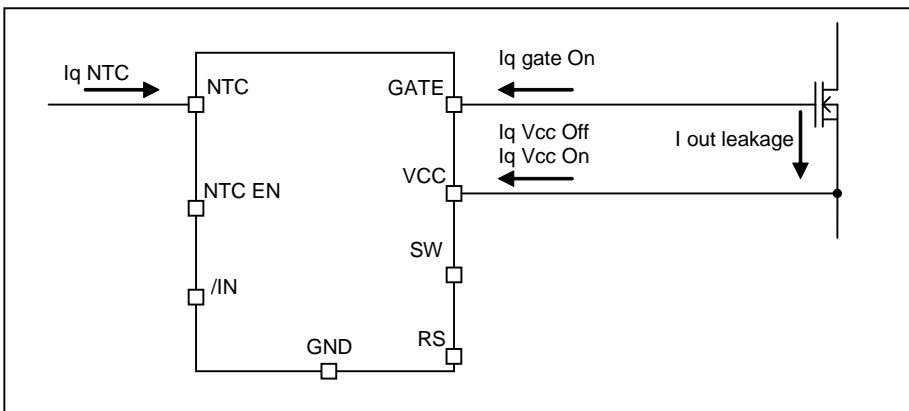 Iq NTC
NTC
GATE
Iq gate On
Iq Vcc Off
Iq Vcc On
I out leakage
VCC
NTC EN
SW
/IN
RS
GND